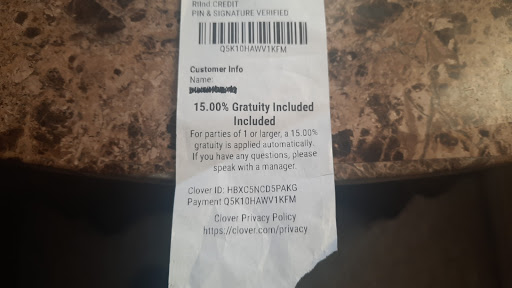 CREDIT
PIN & SIGNATURE VERIFIED
Q5K10HAWV1KFM
Customer Info
Name:
15.00% Gratuity Included
Included
For parties of 1 or larger, a 15.00%
gratuity is applied automatically.
If you have any questions, please
speak with a manager.
Clover ID: HBXC5NCD5PAKG
Payment Q5K10HAWV1KFM
Clover Privacy Policy
https://clover.com/privacy